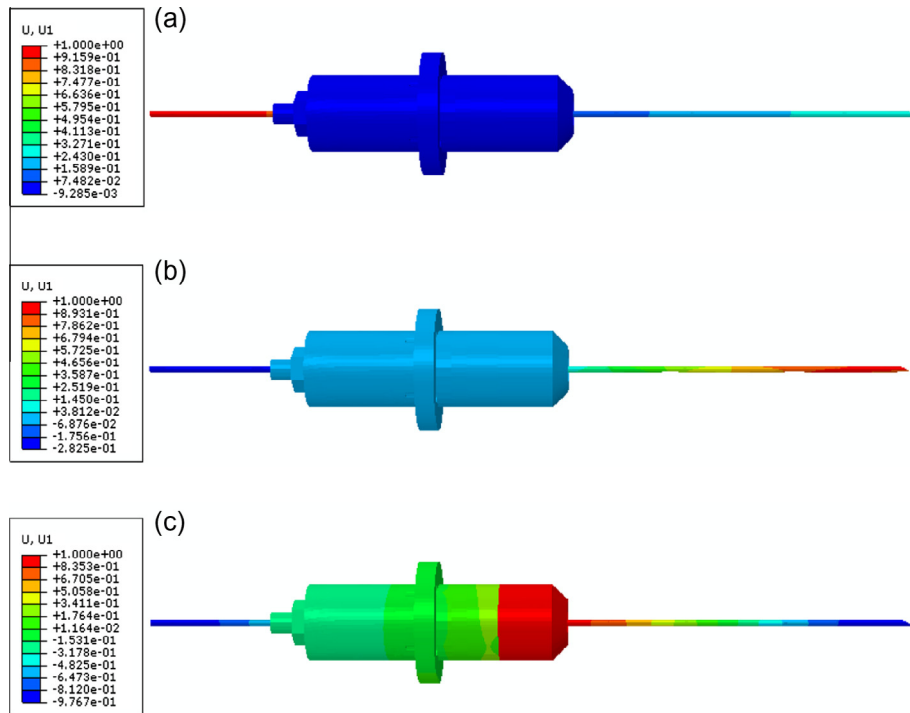 (a)
U, U1
+1.000e+00
+9.159e-01
+8.318e-01
+7.477e-01
+6.636e-01
+5.795e-01
+4.954e-01
+4.113e-01
+3.271e-01
+2.430e-01
+1.589e-01
+7.482e-02
-9.285e-03
(b)
U, U1
+1.000e+00
+8.931e-01
+7.862e-01
+6.794e-01
+5.725e-01
+4.656e-01
+3.587e-01
+2.519e-01
+1.450e-01
+3.812e-02
-6.876e-02
-1.756e-01
-2.825e-01
(c)
U, U1
+1.000e+00
+8.353e-01
+6.705e-01
+5.058e-01
+3.411e-01
+1.764e-01
+1.164e-02
-1.531e-01
-3.178e-01
-4.825e-01
-6.473e-01
-8.120e-01
-9.767e-01